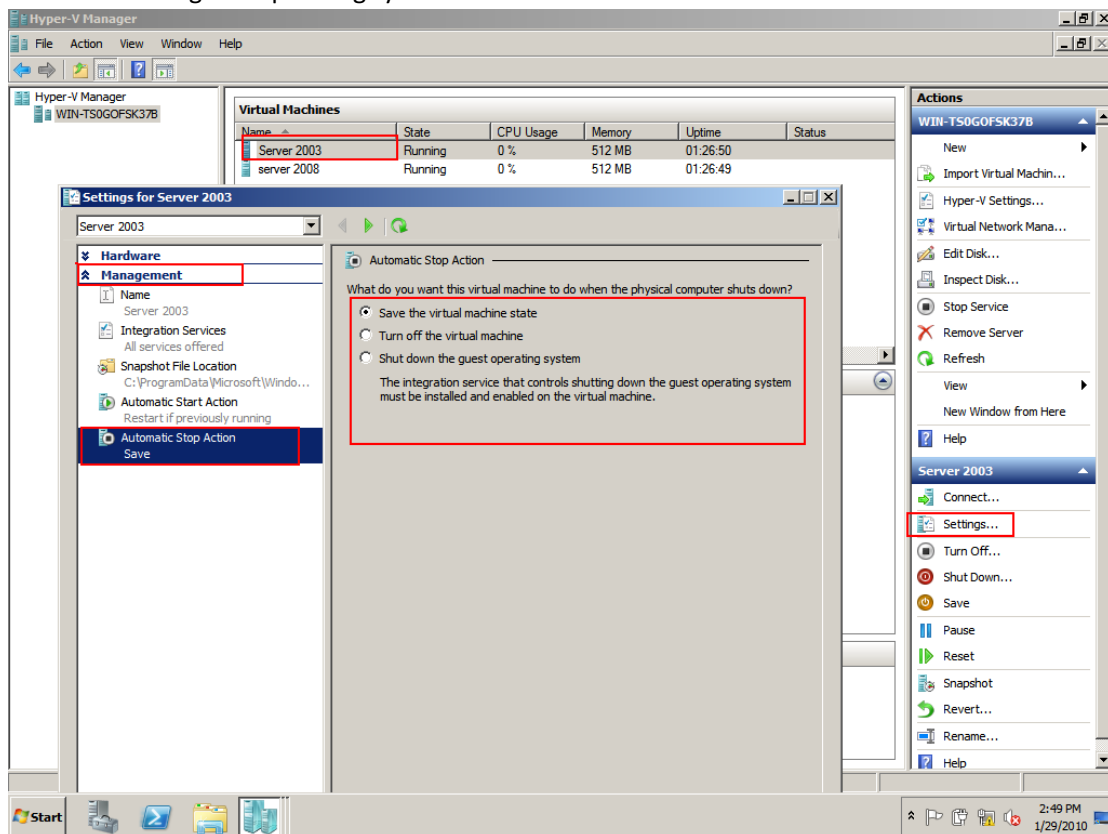 Hyper-V Manager
File Action View Window Help
Hyper-V Manager
WIN-TS0GOFSK37B
Virtual Machines
Name State CPU Usage Memory Uptime Status
Server 2003 Running 0 % 512 MB 01:26:50
server 2008 Running 0 % 512 MB 01:26:49
Settings for Server 2003
Server 2003
Hardware
Management
Name
Server 2003
Integration Services
All services offered
Snapshot File Location
C:\ProgramData\Microsoft\Windo...
Automatic Start Action
Restart if previously running
Automatic Stop Action
Save
Automatic Stop Action
What do you want this virtual machine to do when the physical computer shuts down?
Save the virtual machine state
Turn off the virtual machine
Shut down the guest operating system
The integration service that controls shutting down the guest operating system
must be installed and enabled on the virtual machine.
Actions
WIN-TS0GOFSK37B
New
Import Virtual Machin...
Hyper-V Settings...
Virtual Network Mana...
Edit Disk...
Inspect Disk...
Stop Service
Remove Server
Refresh
View
New Window from Here
Help
Server 2003
Connect...
Settings...
Turn Off...
Shut Down...
Save
Pause
Reset
Snapshot
Revert...
Rename...
Help
Start
2:49 PM
1/29/2010